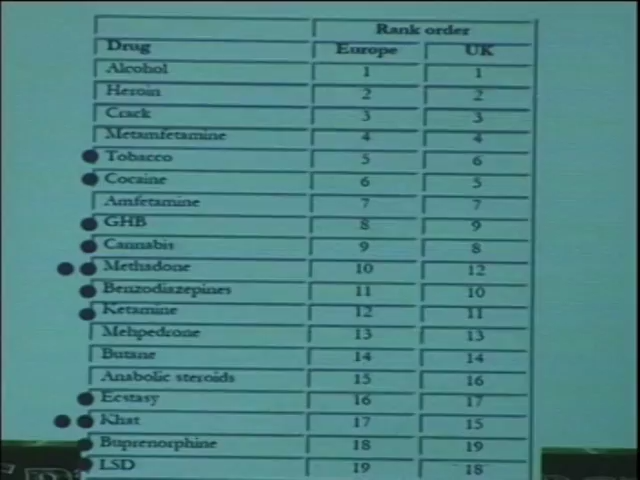 Rank order
Drug Europe UK
Alcohol 1 1
Heroin 2 2
Crack 3 3
Metamfetamine 4 4
Tobacco 5 6
Cocaine 6 5
Amfetamine 7 7
GHB 8 9
Cannabis 9 8
Methadone 10 12
Benzodiazepines 11 10
Ketamine 12 11
Mehpedrone 13 13
Butane 14 14
Anabolic steroids 15 16
Ecstasy 16 17
Khat 17 15
Buprenorphine 18 19
LSD 19 18